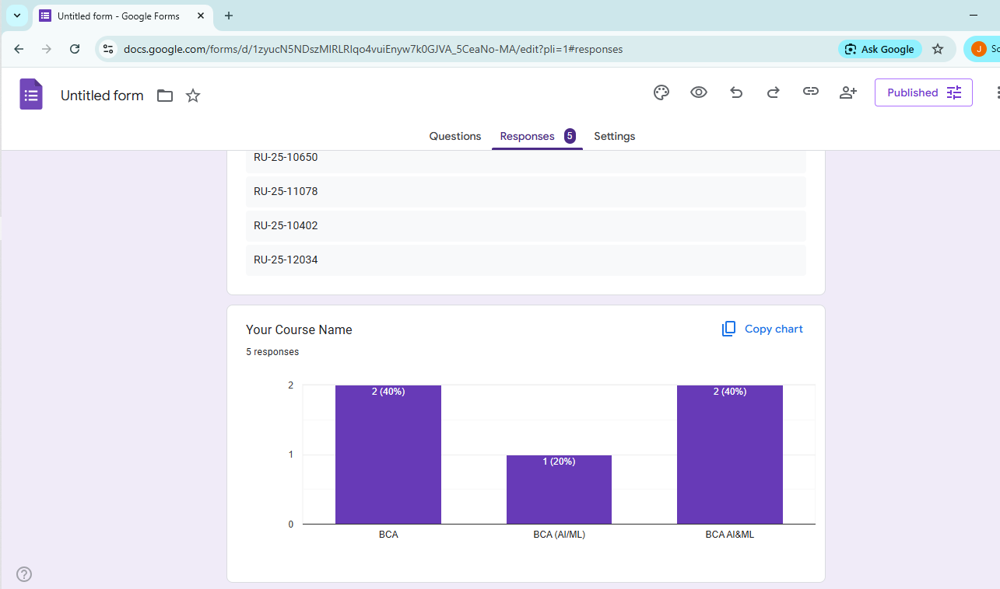 Untitled form - Google Forms
docs.google.com/forms/d/1zyucN5NDszMIRLRIqo4vuiEnyw7k0GJVA_5CeaNo-MA/edit?pli=1#responses
Ask Google
J
Untitled form
Published
Questions
Responses 5
Settings
RU-25-10650
RU-25-11078
RU-25-10402
RU-25-12034
Your Course Name
Copy chart
5 responses
2
2 (40%)
2 (40%)
1
1 (20%)
0
BCA
BCA (AI/ML)
BCA AI&ML